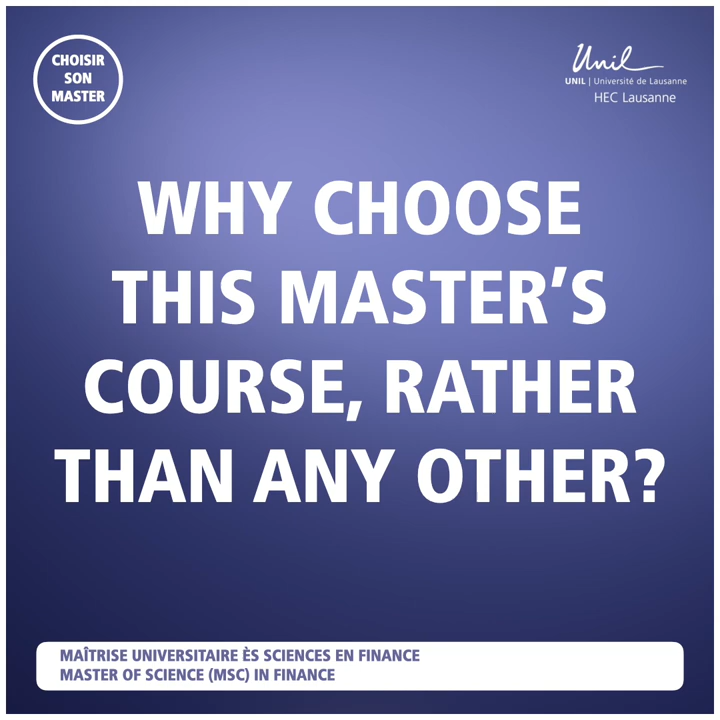 CHOISIR
SON
MASTER
Unil
UNIL | Université de Lausanne
HEC Lausanne
WHY CHOOSE
THIS MASTER’S
COURSE, RATHER
THAN ANY OTHER?
MAÎTRISE UNIVERSITAIRE ÈS SCIENCES EN FINANCE
MASTER OF SCIENCE (MSC) IN FINANCE